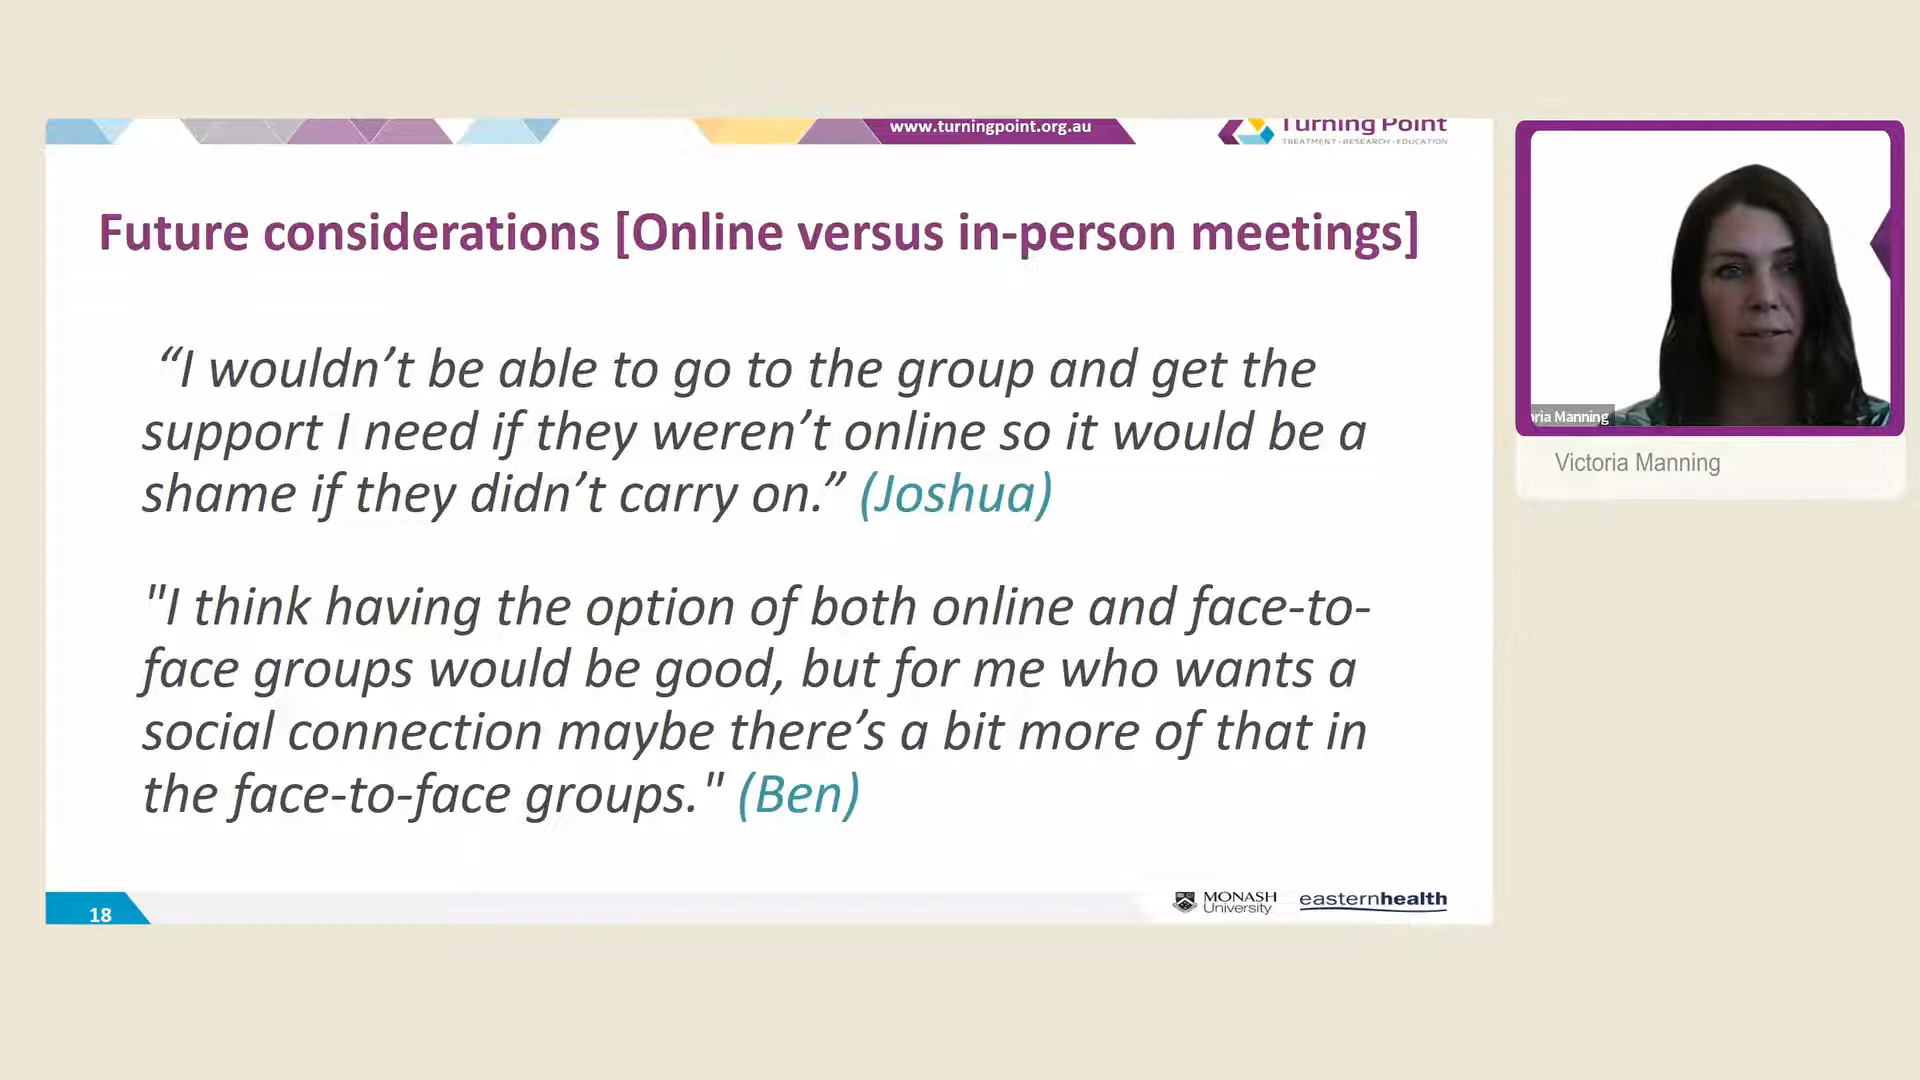 www.turningpoint.org.au
Turning Point
TREATMENT • RESEARCH • EDUCATION
Future considerations [Online versus in-person meetings]
“I wouldn’t be able to go to the group and get the
support I need if they weren’t online so it would be a
shame if they didn’t carry on.” (Joshua)
"I think having the option of both online and face-to-
face groups would be good, but for me who wants a
social connection maybe there’s a bit more of that in
the face-to-face groups." (Ben)
18
MONASH
University
easternhealth
ria Manning
Victoria Manning